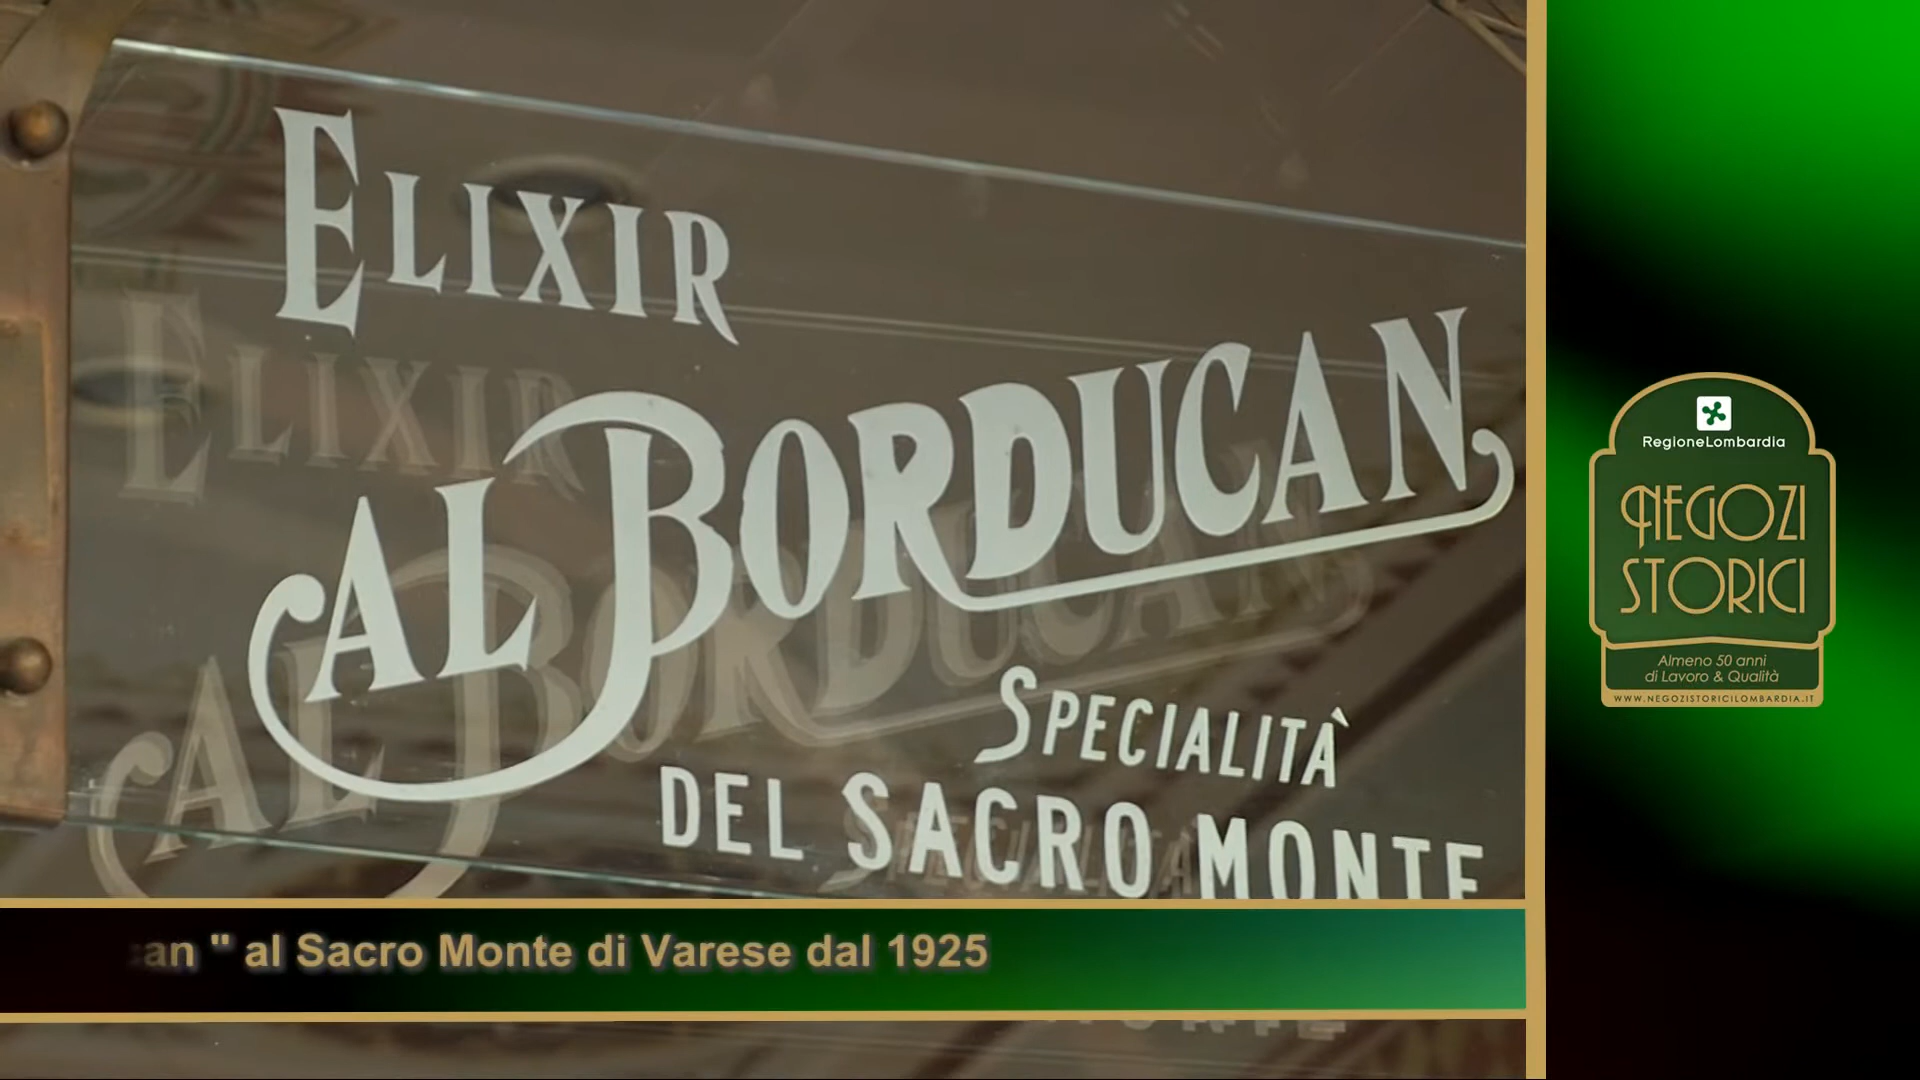 ELIXIR
AL BORDUCAN
SPECIALITÀ
DEL SACRO MONTE
" al Sacro Monte di Varese dal 1925
RegioneLombardia
NEGOZI
STORICI
Almeno 50 anni
di Lavoro & Qualità
WWW.NEGOZISTORICILOMBARDIA.IT